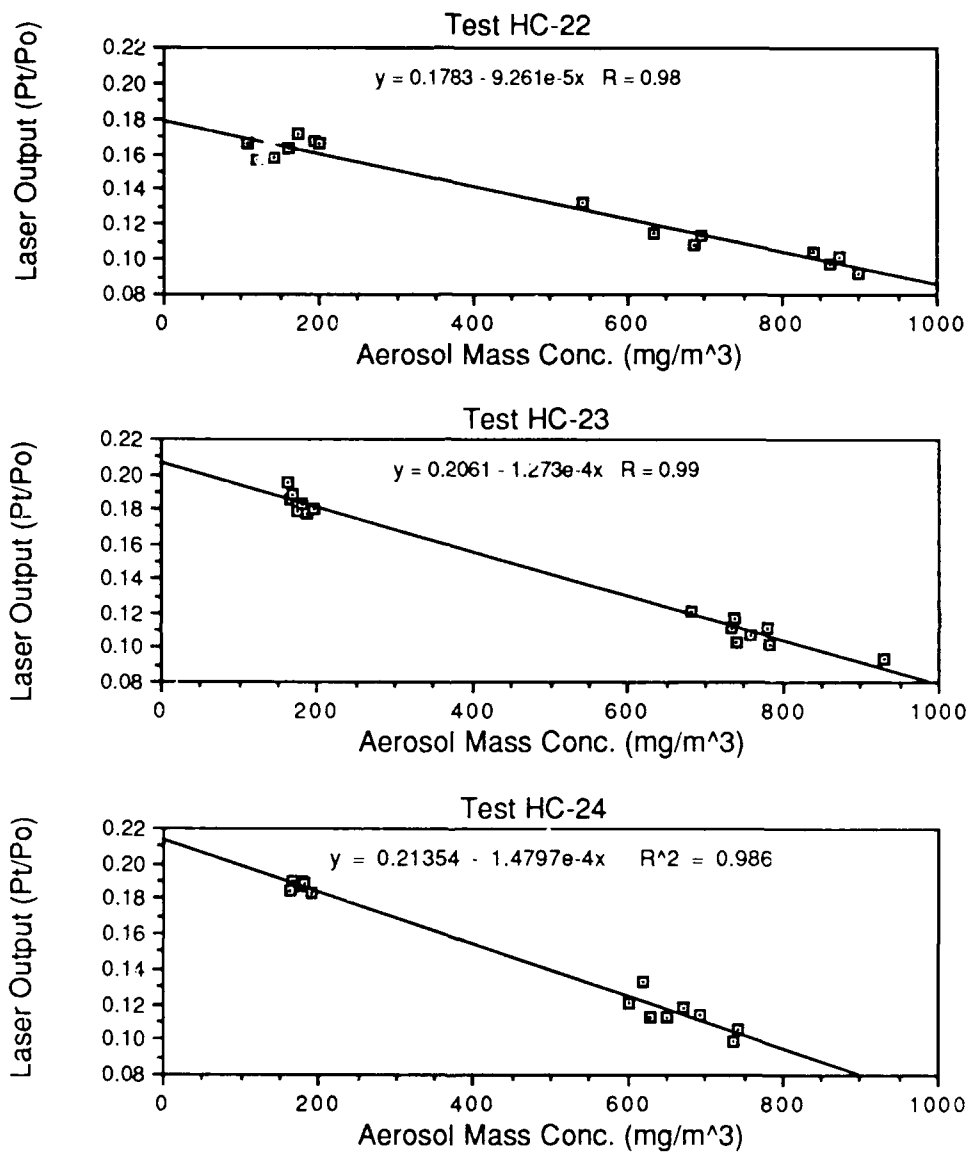 Test HC-22
Laser Output (Pt/Po)
0.22
0.20
0.18
0.16
0.14
0.12
0.10
0.08
y = 0.1783 - 9.261e-5x R = 0.98
0 200 400 600 800 1000
Aerosol Mass Conc. (mg/m^3)
Test HC-23
Laser Output (Pt/Po)
0.22
0.20
0.18
0.16
0.14
0.12
0.10
0.08
y = 0.2061 - 1.273e-4x R = 0.99
0 200 400 600 800 1000
Aerosol Mass Conc. (mg/m^3)
Test HC-24
Laser Output (Pt/Po)
0.22
0.20
0.18
0.16
0.14
0.12
0.10
0.08
y = 0.21354 - 1.4797e-4x R^2 = 0.986
0 200 400 600 800 1000
Aerosol Mass Conc. (mg/m^3)